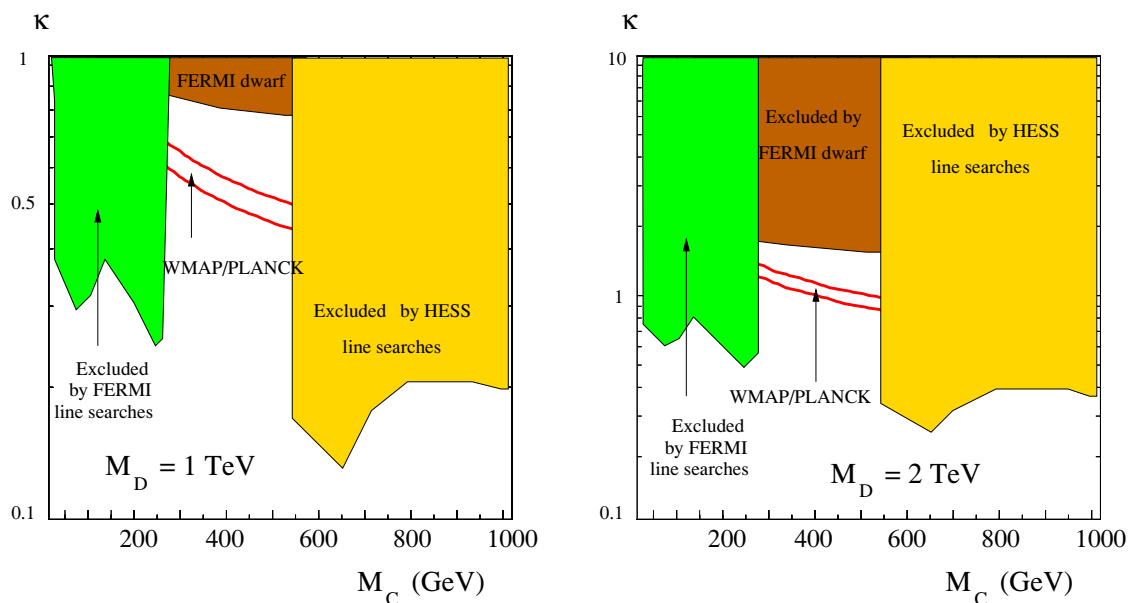 κ
1
0.5
0.1
FERMI dwarf
WMAP/PLANCK
Excluded by HESS
line searches
Excluded
by FERMI
line searches
M_D = 1 TeV
200
400
600
800
1000
M_C (GeV)
κ
10
1
0.1
Excluded by
FERMI dwarf
Excluded by HESS
line searches
WMAP/PLANCK
Excluded
by FERMI
line searches
M_D = 2 TeV
200
400
600
800
1000
M_C (GeV)